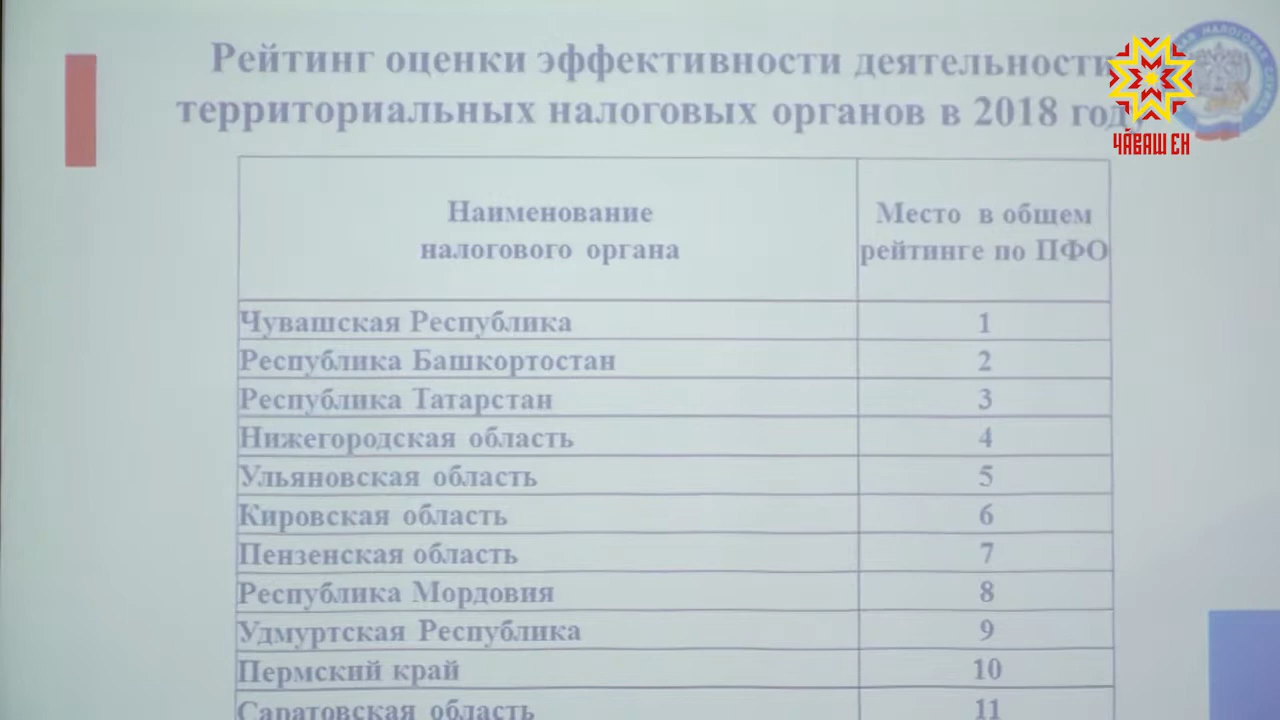 Рейтинг оценки эффективности деятельности
территориальных налоговых органов в 2018 году
ЧӐВАШ ЕН
Наименование
налогового органа
Место в общем
рейтинге по ПФО
Чувашская Республика 1
Республика Башкортостан 2
Республика Татарстан 3
Нижегородская область 4
Ульяновская область 5
Кировская область 6
Пензенская область 7
Республика Мордовия 8
Удмуртская Республика 9
Пермский край 10
Саратовская область 11